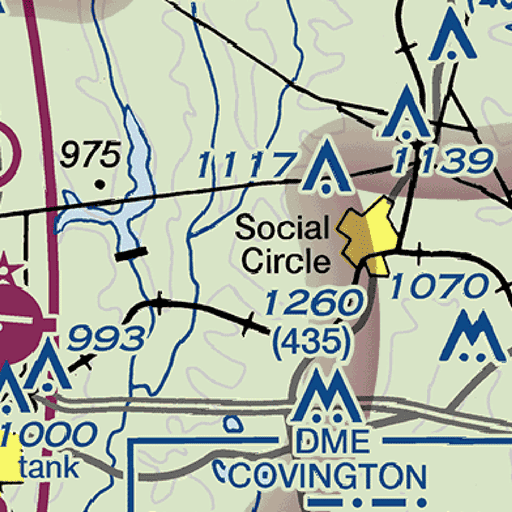 975
1117
1139
Social
Circle
1070
1260
(435)
993
1000
tank
DME
COVINGTON